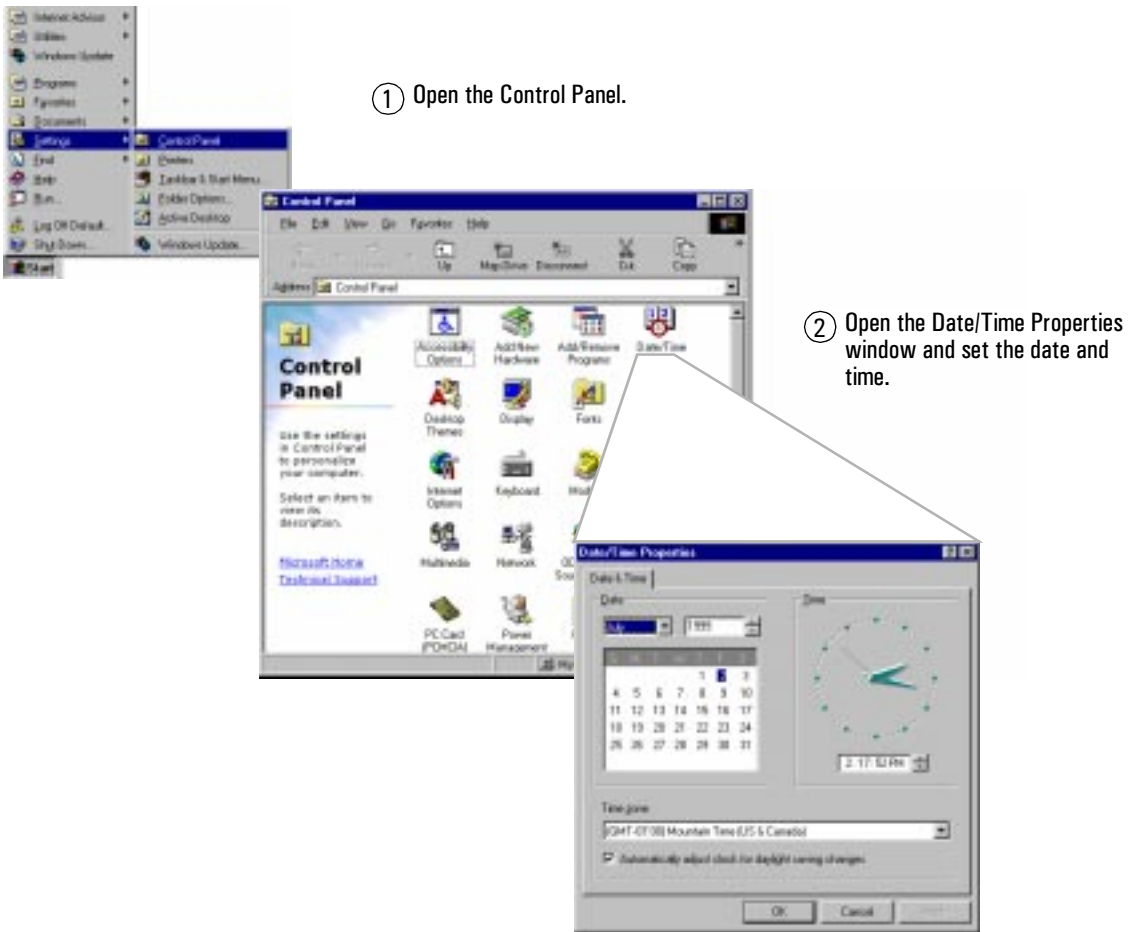 Internet Advisor
Utilities
Windows Update
Programs
Favorites
Documents
Settings
Find
Help
Run...
Log Off Default...
Shut Down...
Start
Control Panel
Printers
Taskbar & Start Menu...
Folder Options...
Active Desktop
Windows Update...
1 Open the Control Panel.
Control Panel
File Edit View Go Favorites Help
Up Map Drive Disconnect Cut Copy
Address Control Panel
Control
Panel
Use the settings
in Control Panel
to personalize
your computer.
Select an item to
view its
description.
Microsoft Home
Technical Support
Accessibility
Options
Add New
Hardware
Add/Remove
Programs
Date/Time
Desktop
Themes
Display
Fonts
Internet
Options
Keyboard
Multimedia
Network
PC Card
(PCMCIA)
Power
Management
2 Open the Date/Time Properties
window and set the date and
time.
Date/Time Properties
Date & Time
Date
July 1999
S M T W T F S
1 2 3
4 5 6 7 8 9 10
11 12 13 14 15 16 17
18 19 20 21 22 23 24
25 26 27 28 29 30 31
Time
2:17:52 PM
Time zone
(GMT-07:00) Mountain Time (US & Canada)
Automatically adjust clock for daylight saving changes
OK Cancel